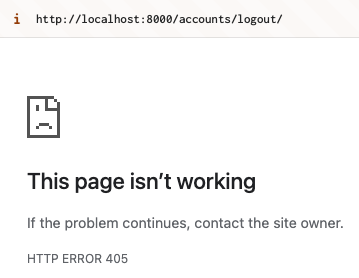 i http://localhost:8000/accounts/logout/
This page isn’t working
If the problem continues, contact the site owner.
HTTP ERROR 405